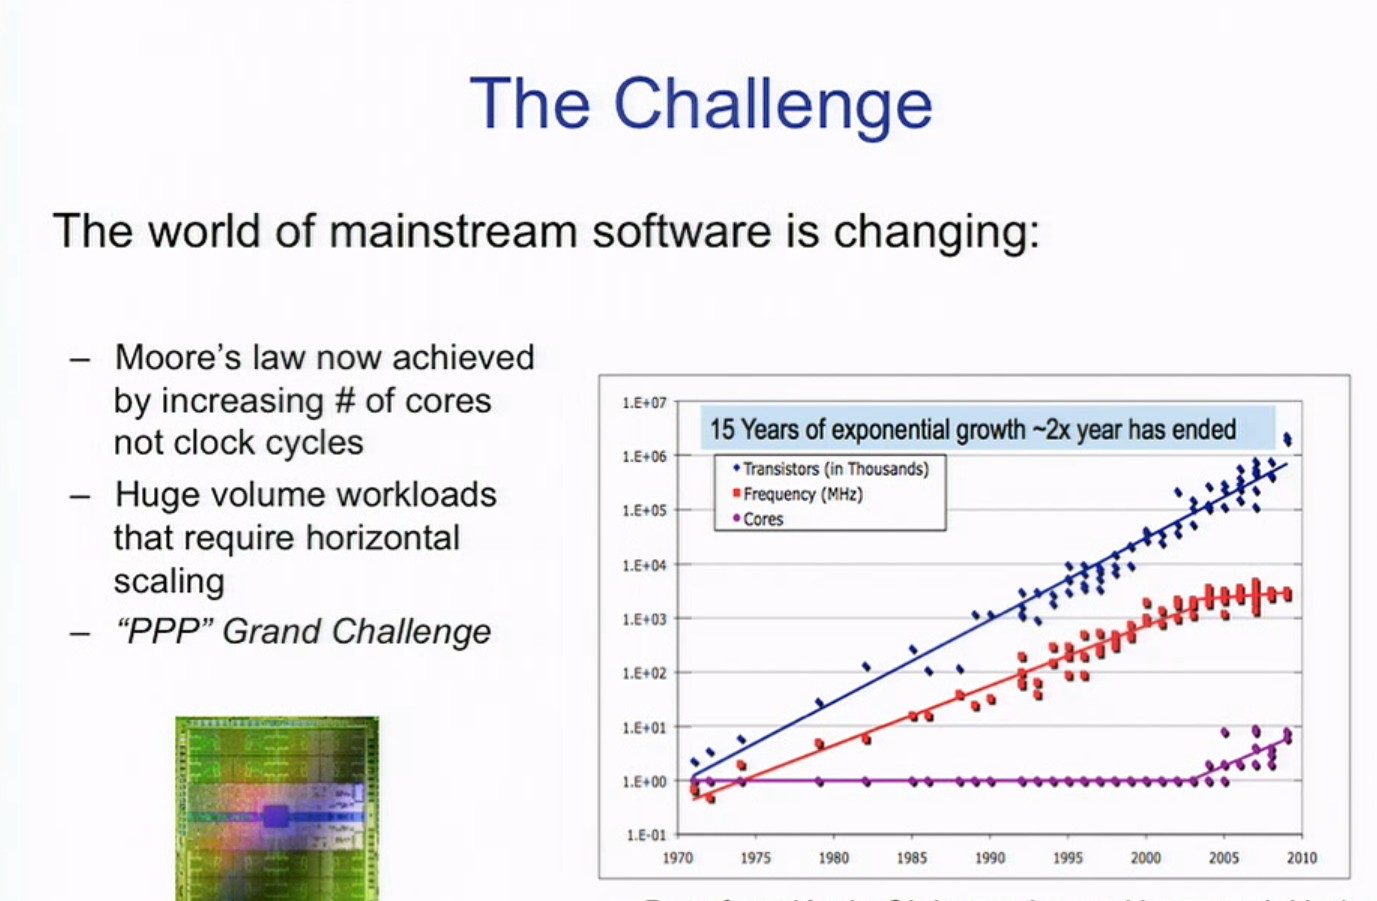 The Challenge
The world of mainstream software is changing:
– Moore's law now achieved
by increasing # of cores
not clock cycles
– Huge volume workloads
that require horizontal
scaling
– “PPP” Grand Challenge
15 Years of exponential growth ~2x year has ended
Transistors (in Thousands)
Frequency (MHz)
Cores
1.E+07
1.E+06
1.E+05
1.E+04
1.E+03
1.E+02
1.E+01
1.E+00
1.E-01
1970 1975 1980 1985 1990 1995 2000 2005 2010